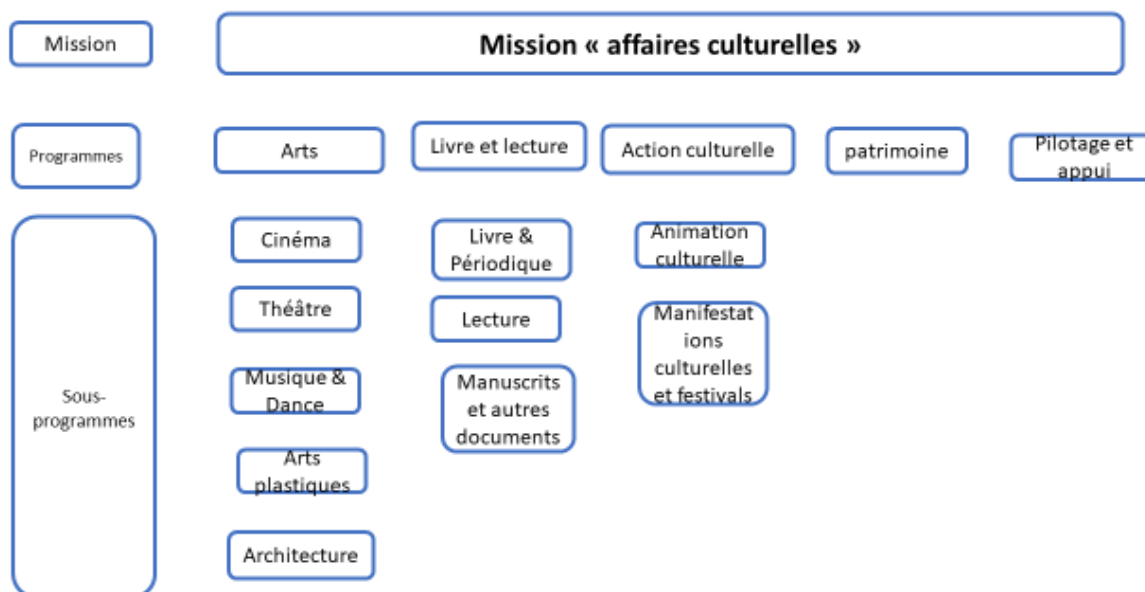 Mission
Mission « affaires culturelles »
Programmes
Arts
Livre et lecture
Action culturelle
patrimoine
Pilotage et
appui
Sous-
programmes
Cinéma
Théâtre
Musique &
Dance
Arts
plastiques
Architecture
Livre &
Périodique
Lecture
Manuscrits
et autres
documents
Animation
culturelle
Manifestat
ions
culturelles
et festivals